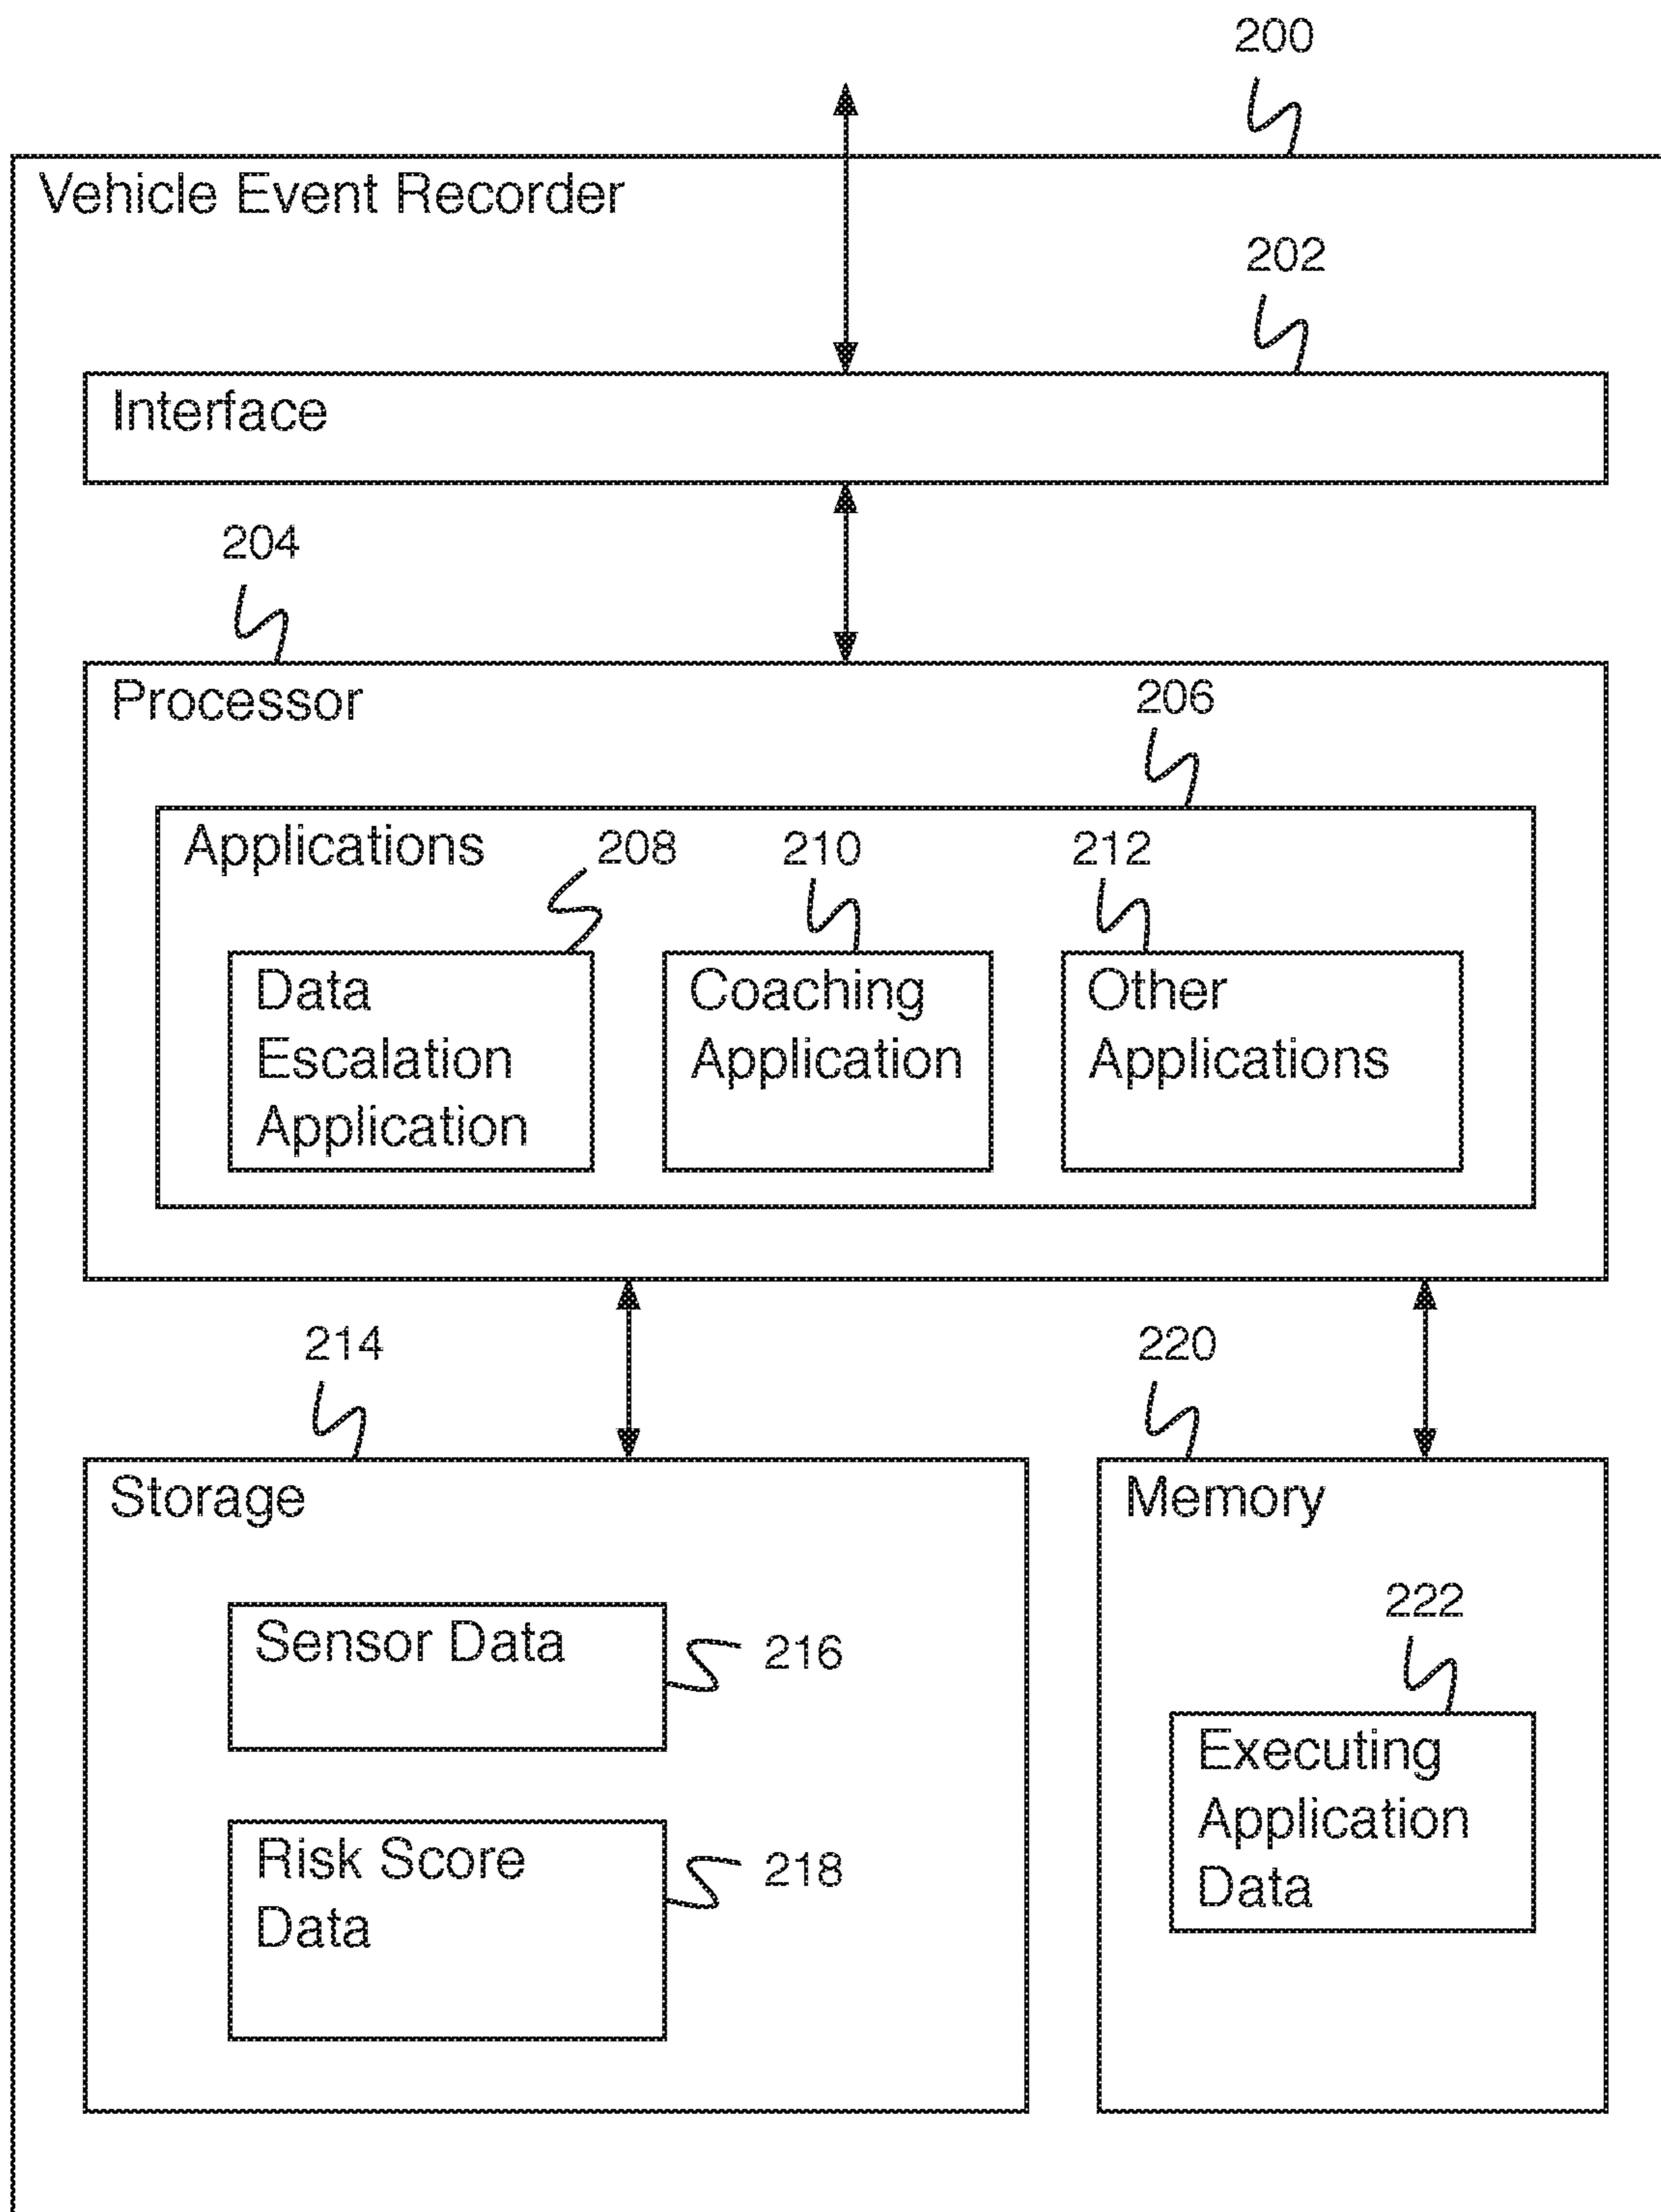 200
Vehicle Event Recorder
202
Interface
204
Processor
206
Applications
208
210
212
Data
Escalation
Application
Coaching
Application
Other
Applications
214
220
Storage
Memory
Sensor Data
216
222
Executing
Application
Data
Risk Score
Data
218